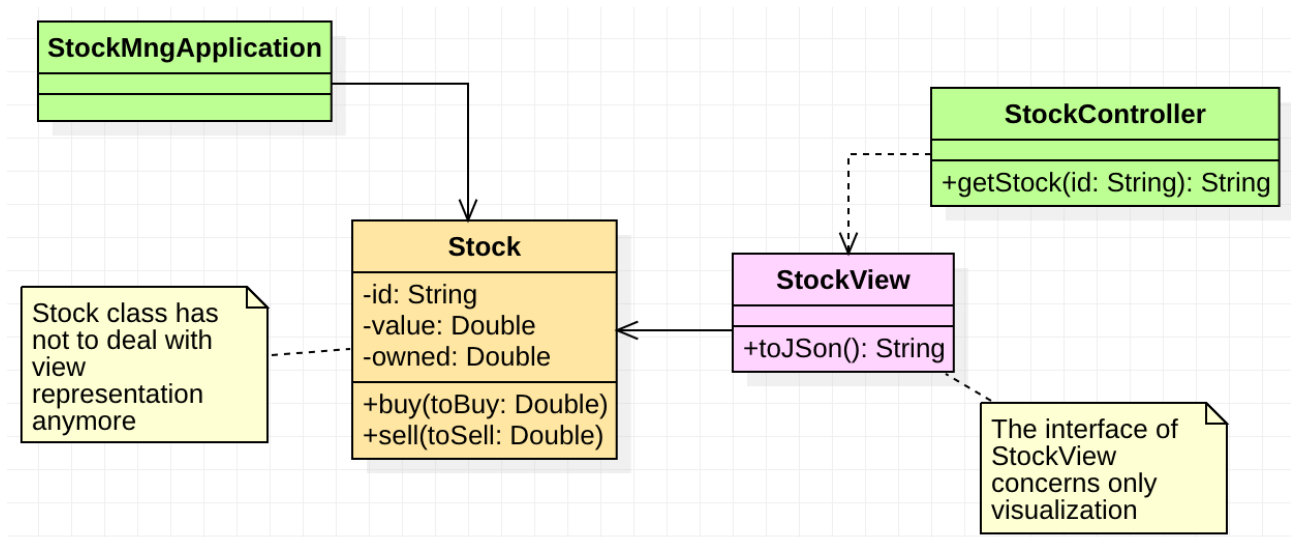 StockMngApplication
StockController
+getStock(id: String): String
Stock
-id: String
-value: Double
-owned: Double
+buy(toBuy: Double)
+sell(toSell: Double)
StockView
+toJSon(): String
Stock class has
not to deal with
view
representation
anymore
The interface of
StockView
concerns only
visualization